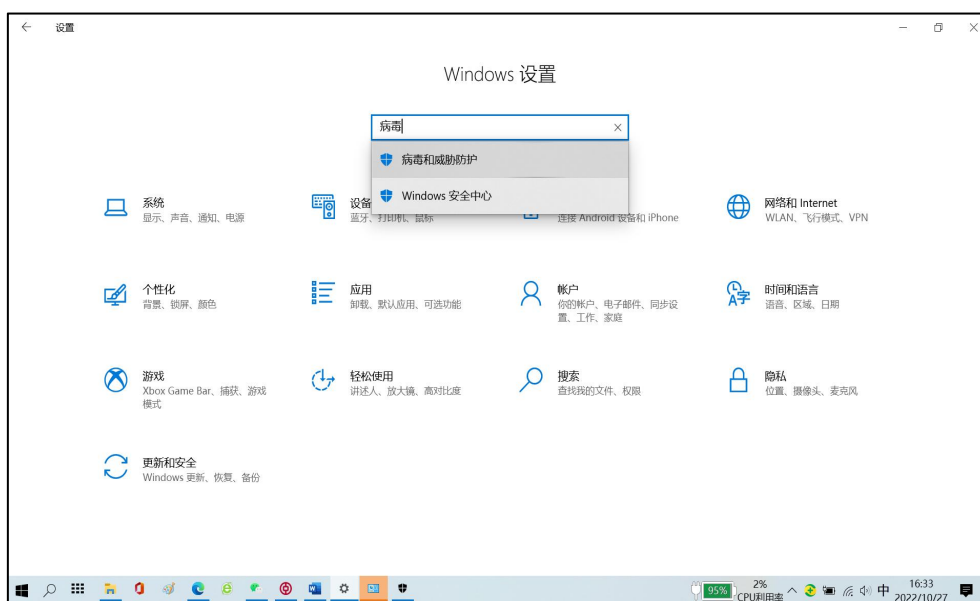 设置
Windows 设置
病毒
病毒和威胁防护
Windows 安全中心
系统
显示、声音、通知、电源
设备
蓝牙、打印机、鼠标
连接 Android 设备和 iPhone
网络和 Internet
WLAN、飞行模式、VPN
个性化
背景、锁屏、颜色
应用
卸载、默认应用、可选功能
帐户
你的帐户、电子邮件、同步设
置、工作、家庭
时间和语言
语音、区域、日期
游戏
Xbox Game Bar、捕获、游戏
模式
轻松使用
讲述人、放大镜、高对比度
搜索
查找我的文件、权限
隐私
位置、摄像头、麦克风
更新和安全
Windows 更新、恢复、备份
95%
2%
CPU利用率
中
16:33
2022/10/27